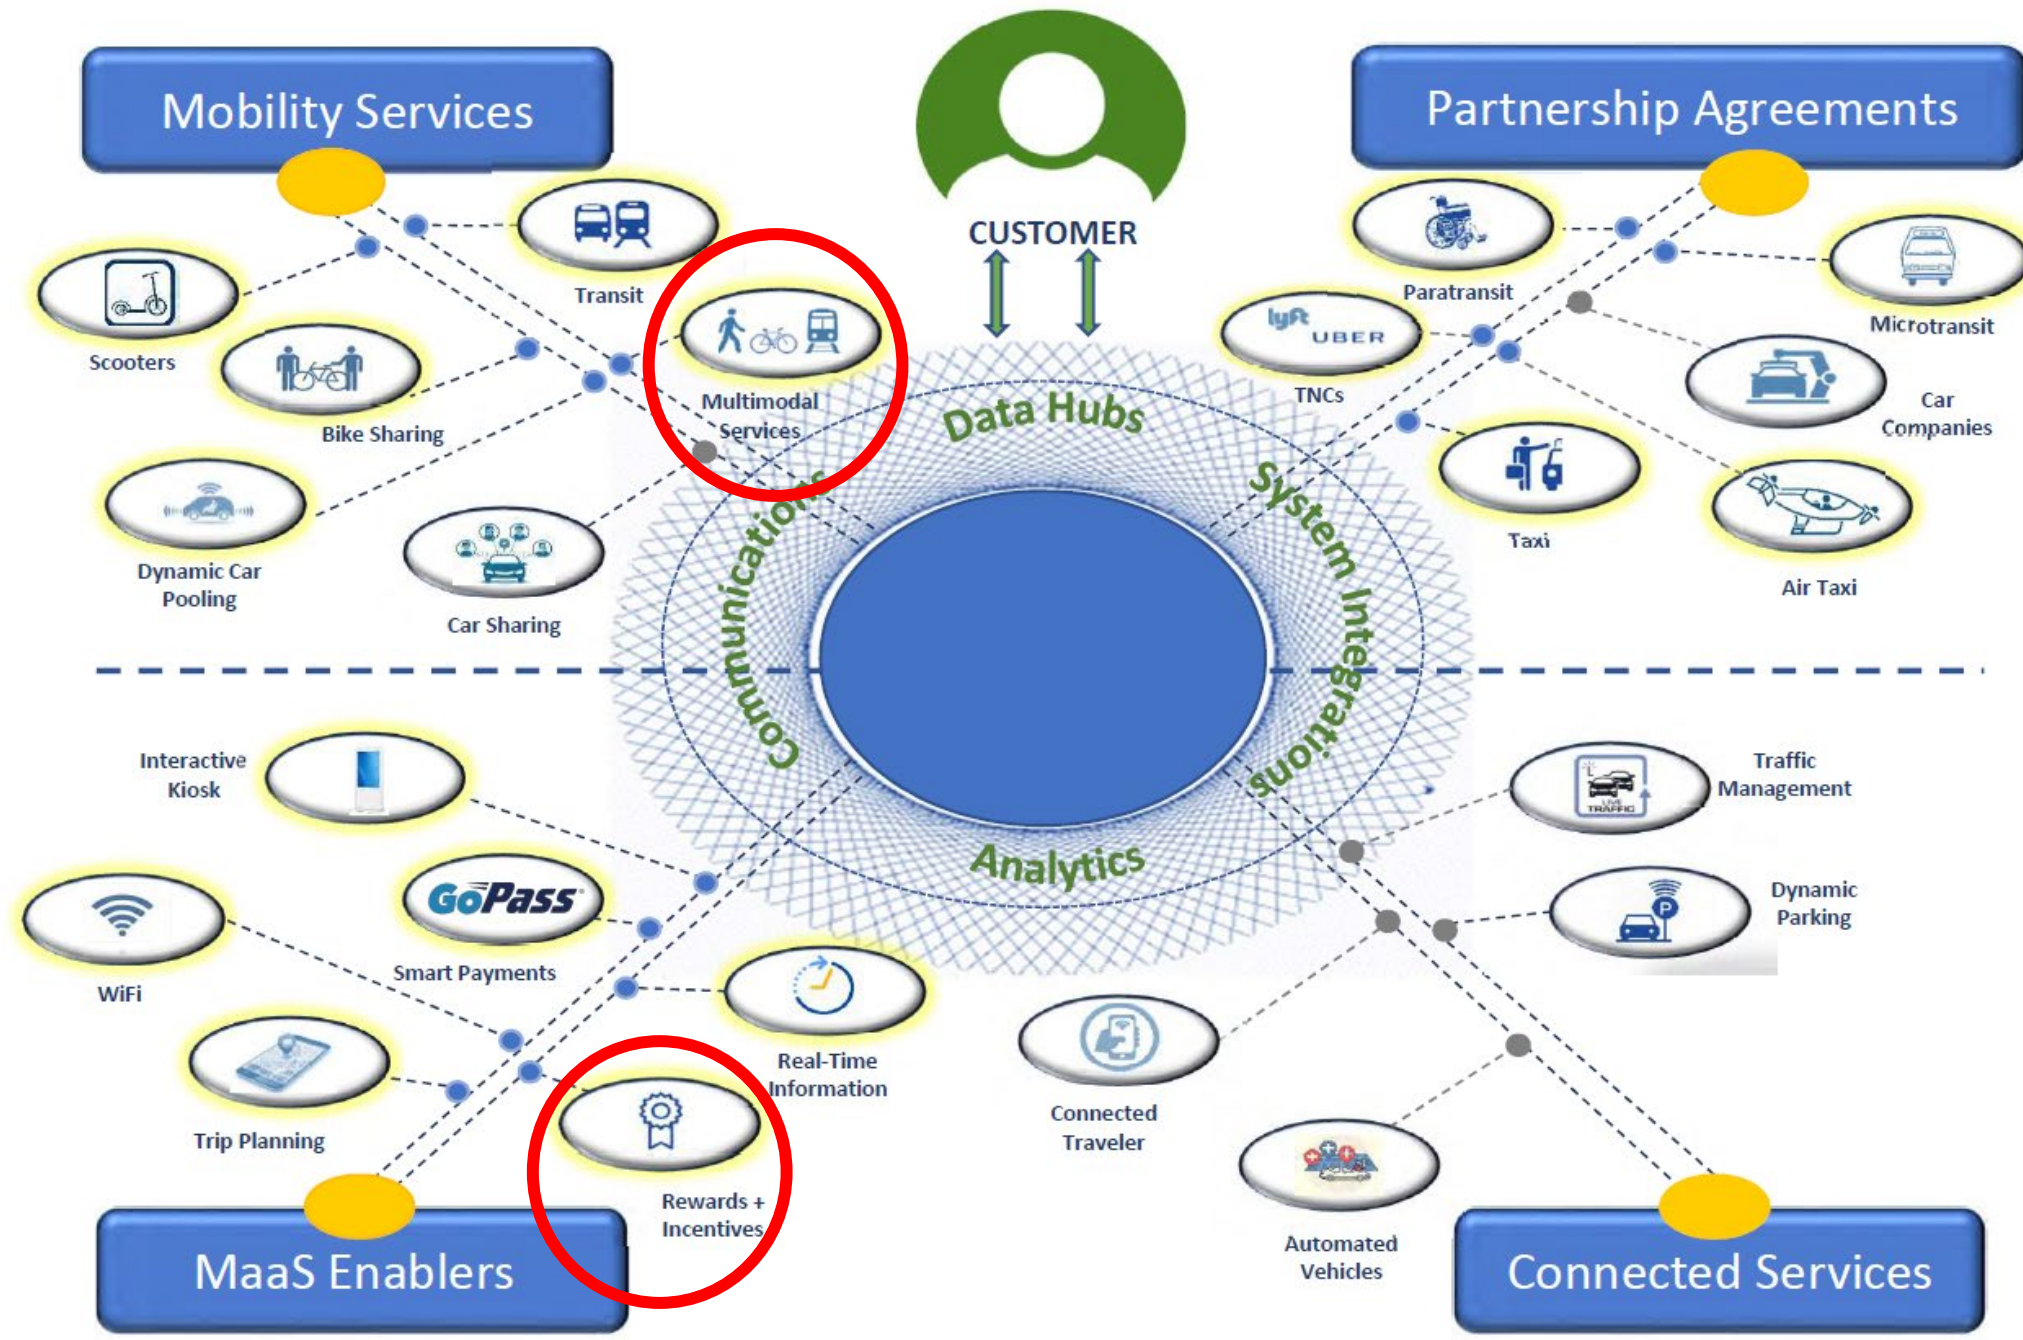 Mobility Services
Partnership Agreements
CUSTOMER
Transit
Scooters
Bike Sharing
Multimodal
Services
Dynamic Car
Pooling
Car Sharing
Paratransit
Microtransit
lyft
UBER
TNCs
Car
Companies
Taxi
Air Taxi
Data Hubs
Communications
System Integrations
Analytics
Interactive
Kiosk
GoPass
Smart Payments
WiFi
Trip Planning
Real-Time
Information
Rewards +
Incentives
LIVE
TRAFFIC
Traffic
Management
P
Dynamic
Parking
Connected
Traveler
Automated
Vehicles
MaaS Enablers
Connected Services